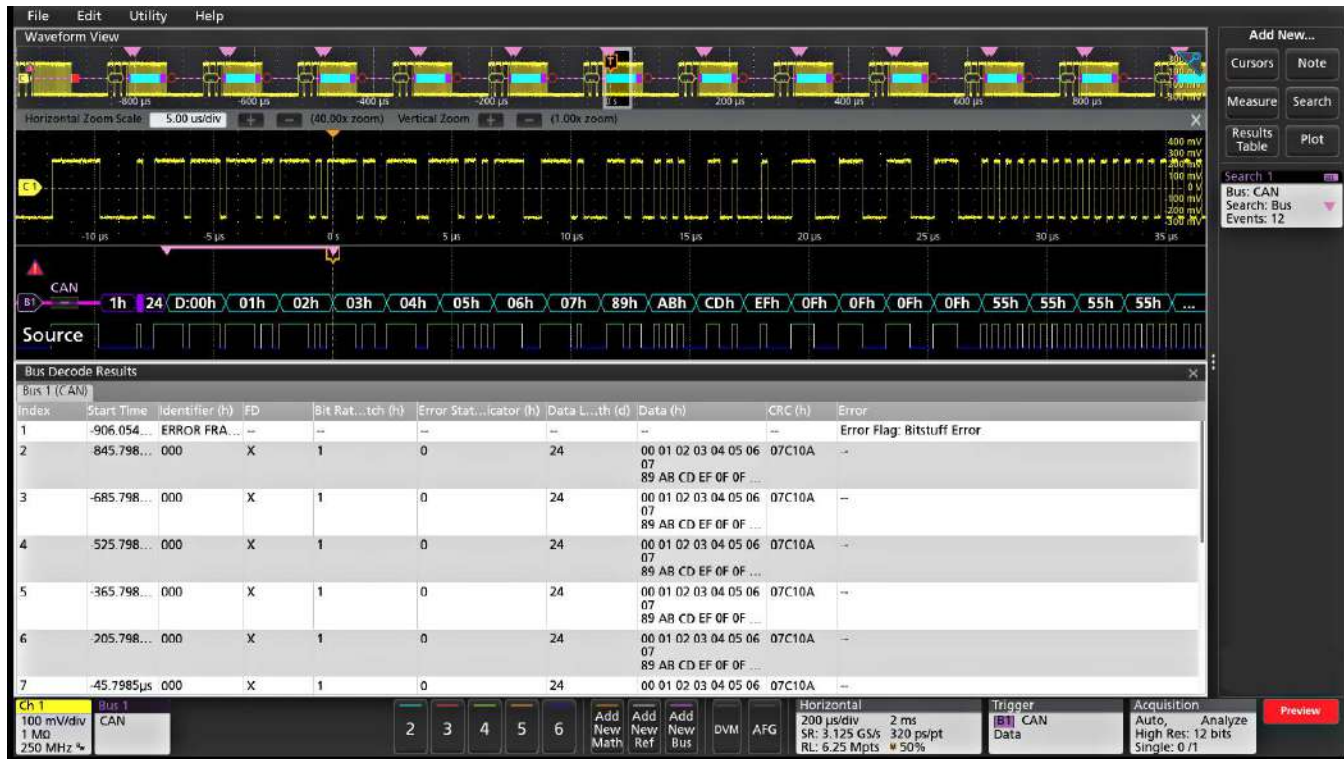 File Edit Utility Help
Waveform View
Add New...
Cursors Note
Measure Search
Results Table Plot
-800 µs -600 µs -400 µs -200 µs 0 s 200 µs 400 µs 600 µs 800 µs
Horizontal Zoom Scale 5.00 us/div + - (40.00x zoom) Vertical Zoom + - (1.00x zoom) X
400 mV
300 mV
200 mV
100 mV
0 V
-100 mV
-200 mV
-300 mV
C1
Search 1
Bus: CAN
Search: Bus
Events: 12
-10 µs -5 µs 0 s 5 µs 10 µs 15 µs 20 µs 25 µs 30 µs 35 µs
CAN
B1 1h 24 D:00h 01h 02h 03h 04h 05h 06h 07h 89h ABh CDh EFh 0Fh 0Fh 0Fh 0Fh 55h 55h 55h 55h ...
Source
Bus Decode Results
Bus 1 (CAN)
Index Start Time Identifier (h) FD Bit Rat...tch (h) Error Stat...icator (h) Data L...th (d) Data (h) CRC (h) Error
1 -906.054... ERROR FRA... -- -- -- -- -- -- Error Flag: Bitstuff Error
2 -845.798... 000 X 1 0 24 00 01 02 03 04 05 06 07C10A --
07
89 AB CD EF 0F 0F ...
3 -685.798... 000 X 1 0 24 00 01 02 03 04 05 06 07C10A --
07
89 AB CD EF 0F 0F ...
4 -525.798... 000 X 1 0 24 00 01 02 03 04 05 06 07C10A --
07
89 AB CD EF 0F 0F ...
5 -365.798... 000 X 1 0 24 00 01 02 03 04 05 06 07C10A --
07
89 AB CD EF 0F 0F ...
6 -205.798... 000 X 1 0 24 00 01 02 03 04 05 06 07C10A --
07
89 AB CD EF 0F 0F ...
7 -45.7985µs 000 X 1 0 24 00 01 02 03 04 05 06 07C10A --
Ch 1
100 mV/div
1 MΩ
250 MHz
Bus 1
CAN
2 3 4 5 6
Add New Math
Add New Ref
Add New Bus
DVM AFG
Horizontal
200 µs/div 2 ms
SR: 3.125 GS/s 320 ps/pt
RL: 6.25 Mpts 50%
Trigger
B1 CAN
Data
Acquisition
Auto, Analyze
High Res: 12 bits
Single: 0 /1
Preview